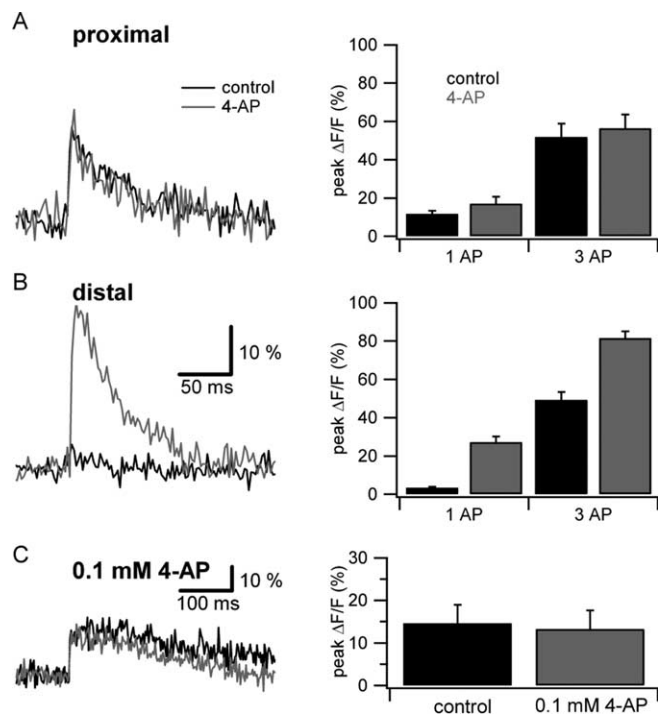 A
proximal
control
4-AP
peak ΔF/F (%)
100
80
60
40
20
0
control
4-AP
1 AP
3 AP
B
distal
10 %
50 ms
peak ΔF/F (%)
100
80
60
40
20
0
1 AP
3 AP
C
0.1 mM 4-AP
10 %
100 ms
peak ΔF/F (%)
30
20
10
0
control
0.1 mM 4-AP